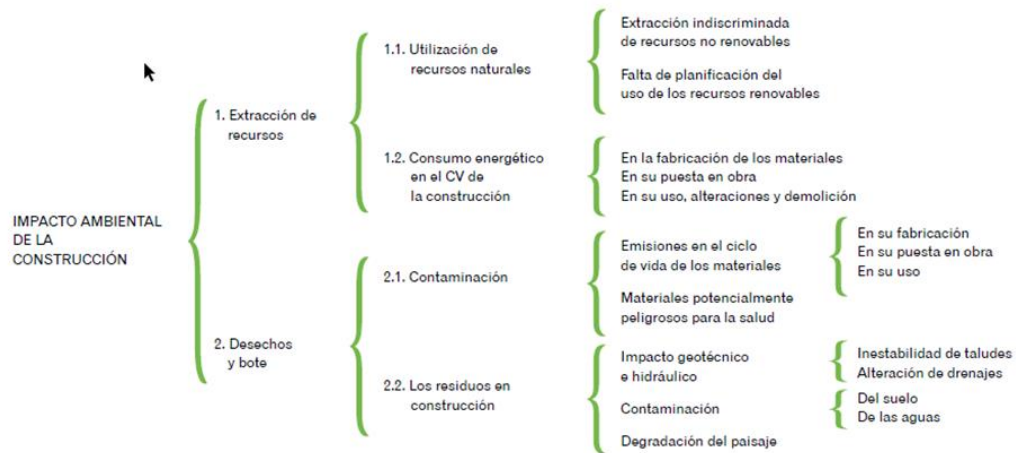 IMPACTO AMBIENTAL
DE LA
CONSTRUCCIÓN
1. Extracción de
recursos
1.1. Utilización de
recursos naturales
Extracción indiscriminada
de recursos no renovables
Falta de planificación del
uso de los recursos renovables
1.2. Consumo energético
en el CV de
la construcción
En la fabricación de los materiales
En su puesta en obra
En su uso, alteraciones y demolición
2. Desechos
y bote
2.1. Contaminación
Emisiones en el ciclo
de vida de los materiales
En su fabricación
En su puesta en obra
En su uso
Materiales potencialmente
peligrosos para la salud
2.2. Los residuos en
construcción
Impacto geotécnico
e hidráulico
Inestabilidad de taludes
Alteración de drenajes
Contaminación
Del suelo
De las aguas
Degradación del paisaje